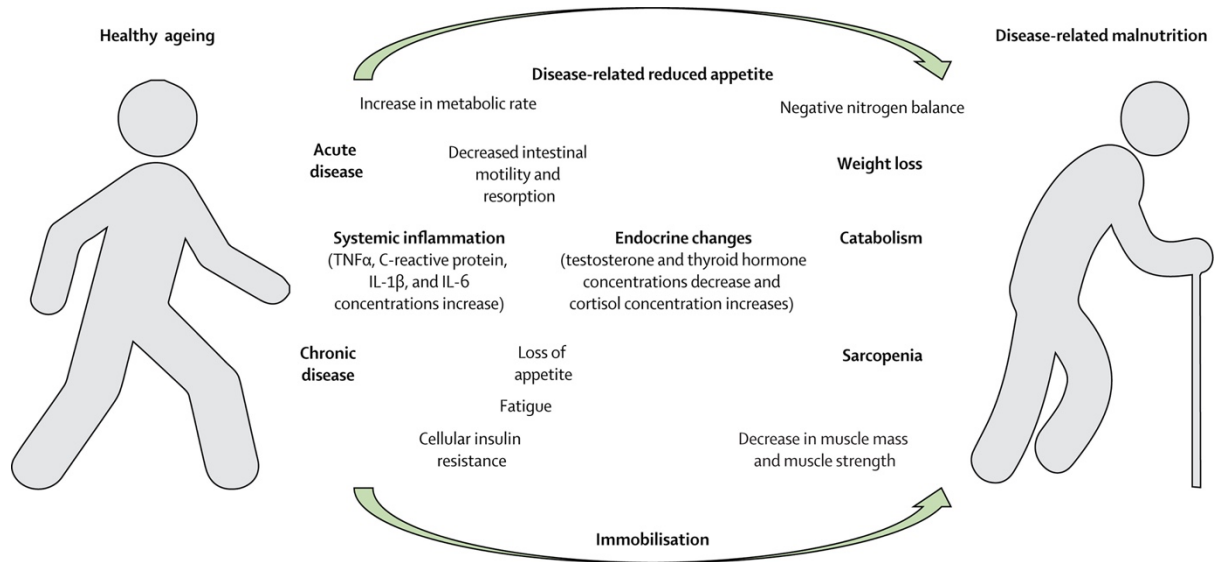 Healthy ageing
Disease-related malnutrition
Disease-related reduced appetite
Increase in metabolic rate
Negative nitrogen balance
Acute
disease
Decreased intestinal
motility and
resorption
Weight loss
Systemic inflammation
(TNFα, C-reactive protein,
IL-1β, and IL-6
concentrations increase)
Endocrine changes
(testosterone and thyroid hormone
concentrations decrease and
cortisol concentration increases)
Catabolism
Chronic
disease
Loss of
appetite
Sarcopenia
Fatigue
Cellular insulin
resistance
Decrease in muscle mass
and muscle strength
Immobilisation